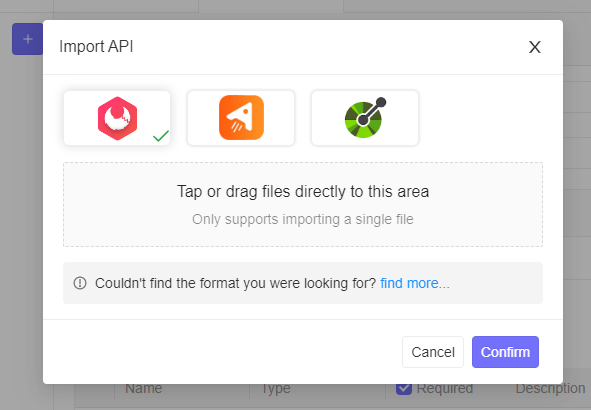 Import API
Tap or drag files directly to this area
Only supports importing a single file
Couldn't find the format you were looking for? find more...
Cancel Confirm
Name Type Required Description